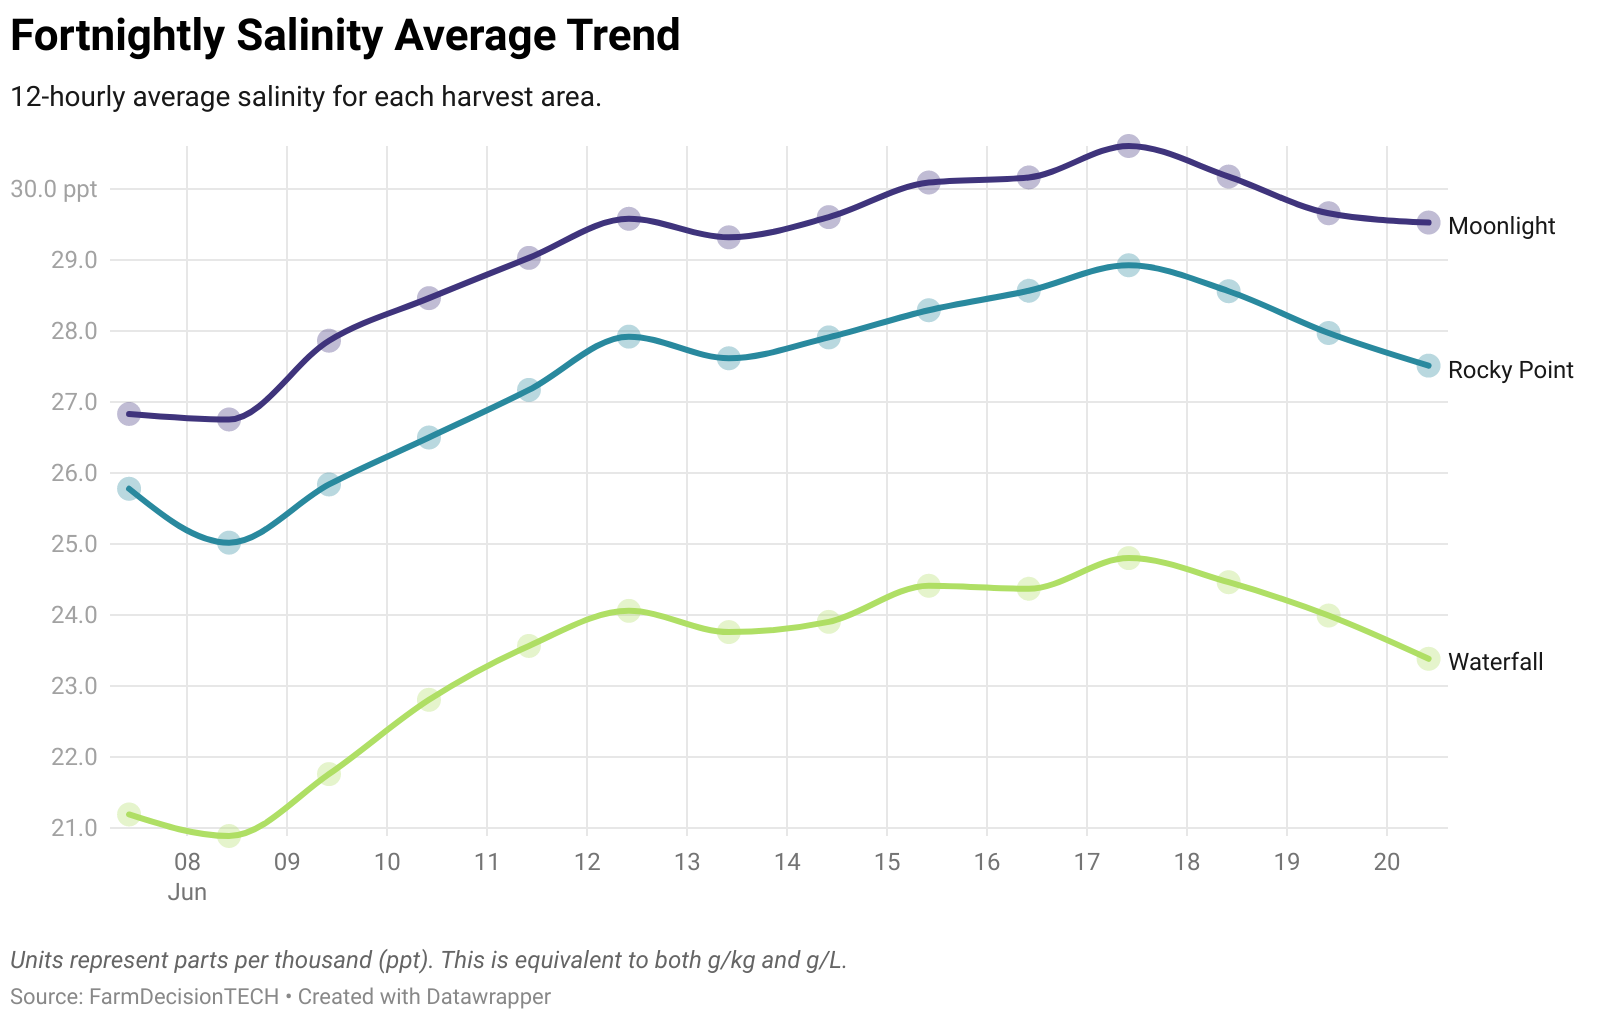 Fortnightly Salinity Average Trend
12-hourly average salinity for each harvest area.
30.0 ppt
29.0
28.0
27.0
26.0
25.0
24.0
23.0
22.0
21.0
Moonlight
Rocky Point
Waterfall
08 09 10 11 12 13 14 15 16 17 18 19 20
Jun
Units represent parts per thousand (ppt). This is equivalent to both g/kg and g/L.
Source: FarmDecisionTECH • Created with Datawrapper